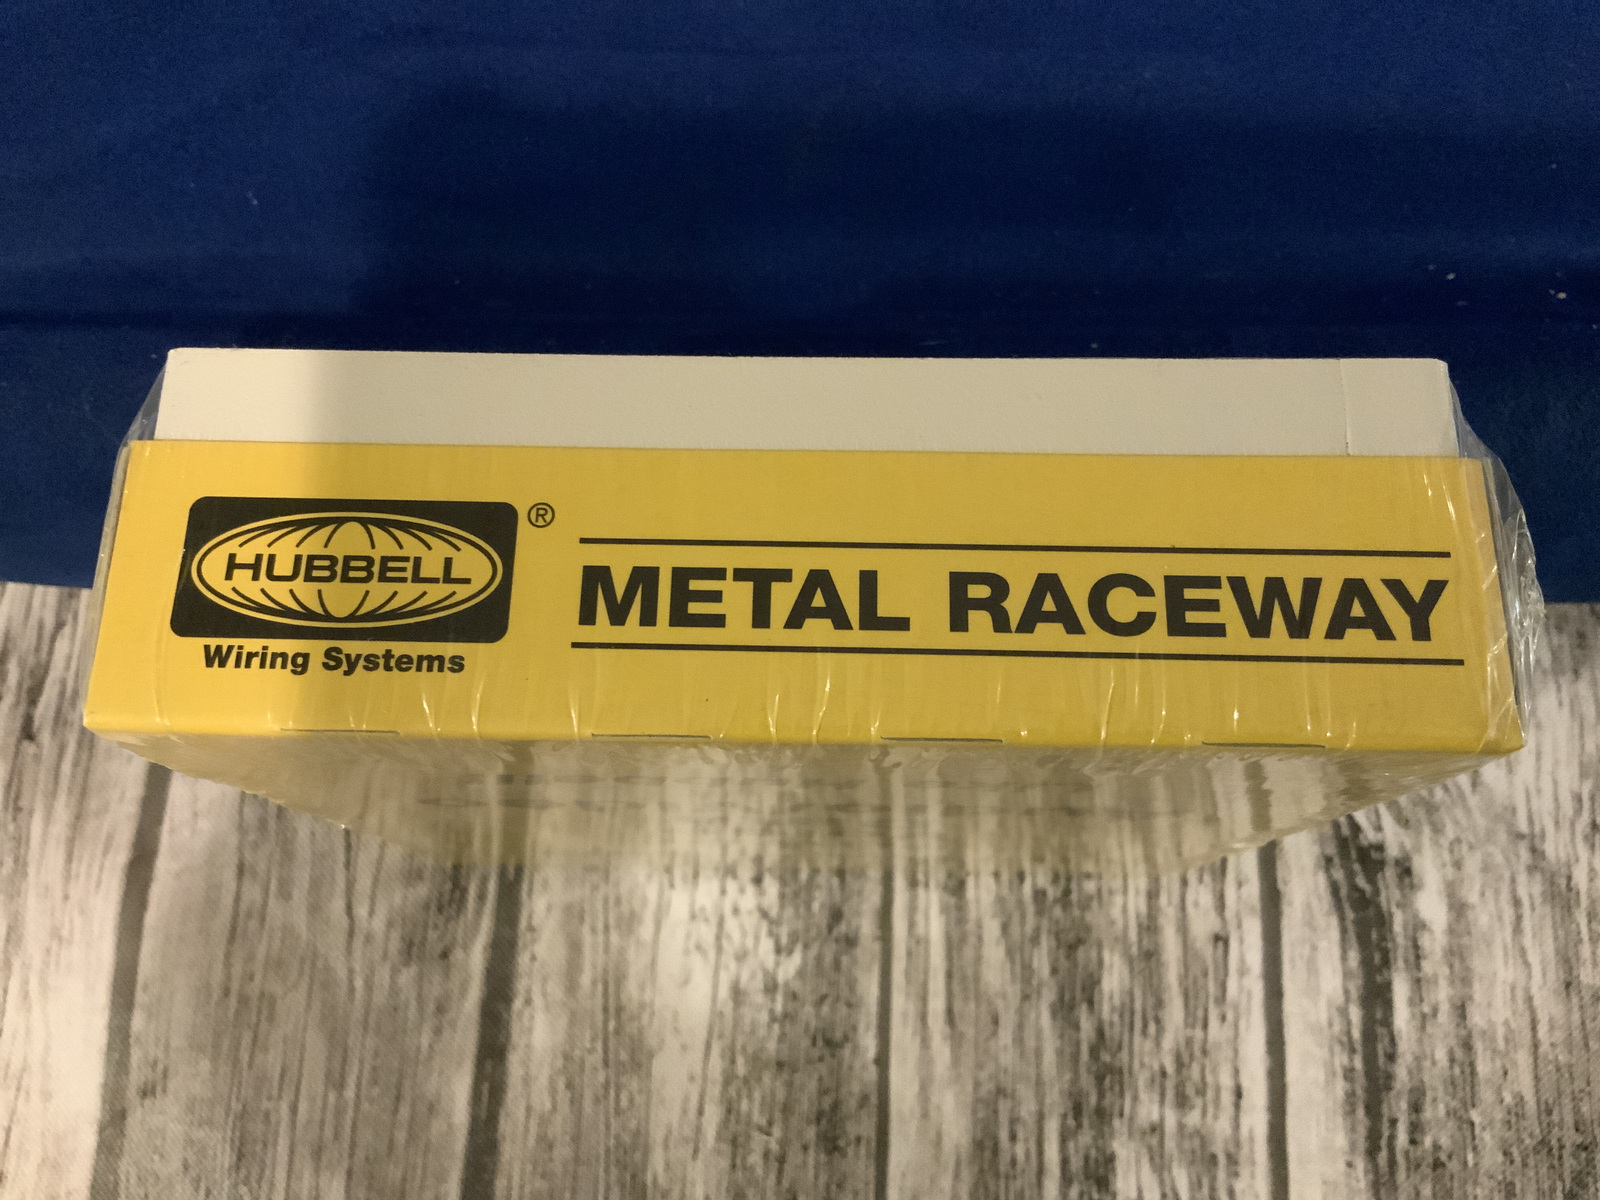 HUBBELL ®
Wiring Systems
METAL RACEWAY